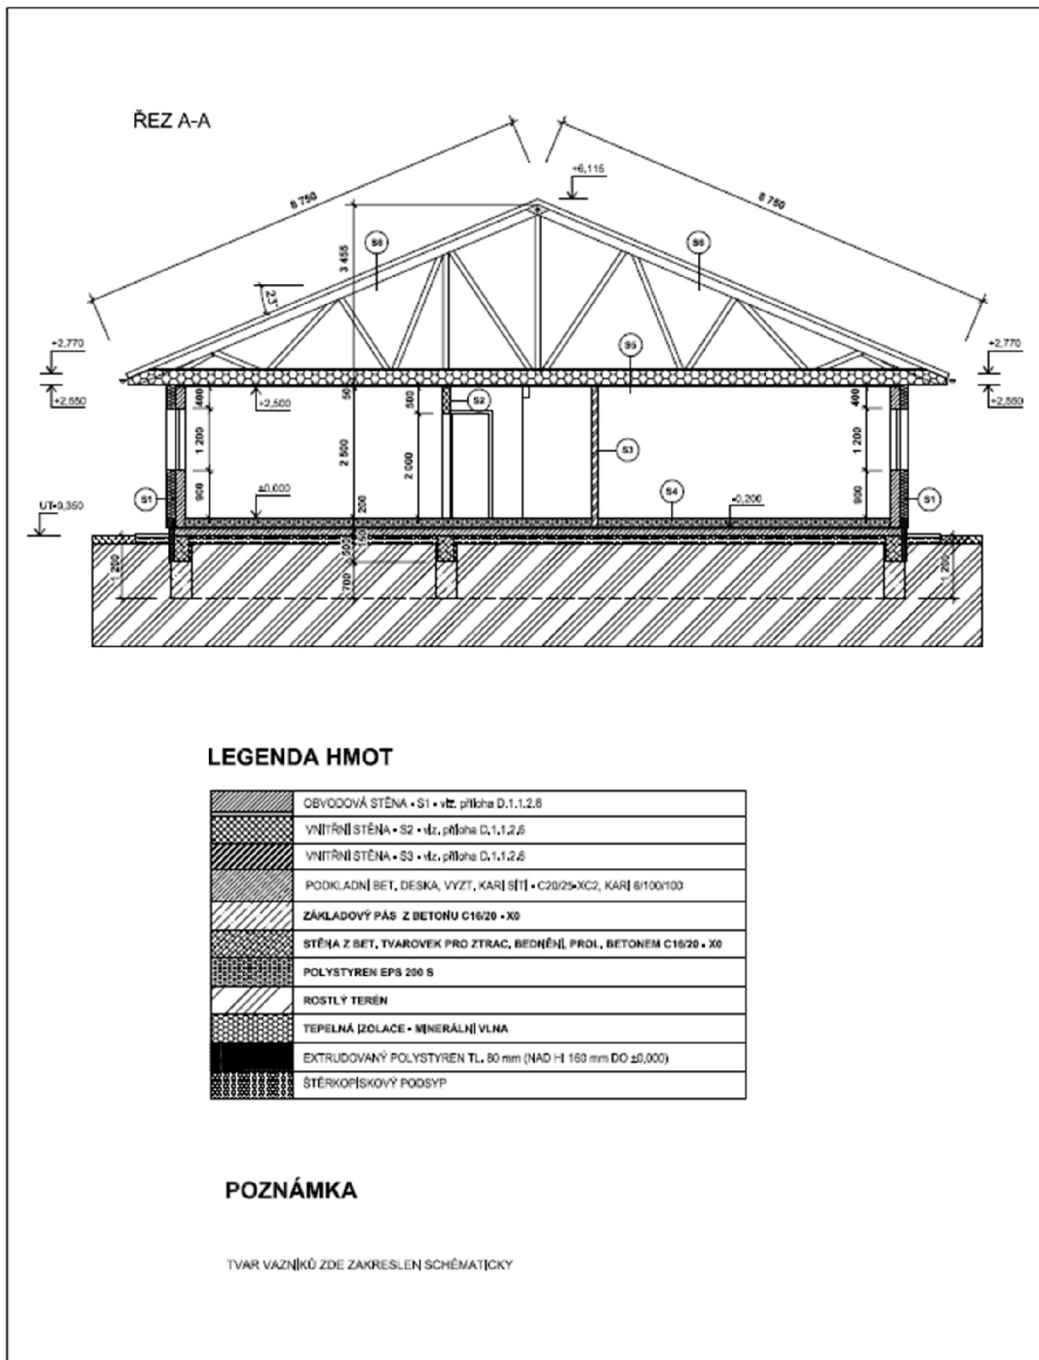 ŘEZ A-A
+6,115
8 750
8 750
3 455
S6
S6
23°
+2,770
+2,770
S5
+2,550
+2,550
400
+2,500
50
500
S2
400
1 200
2 500
2 000
S3
1 200
900
±0,000
S1
200
S4
-0,200
900
S1
UT-0,350
1 200
500
150
700
1 200
LEGENDA HMOT
OBVODOVÁ STĚNA - S1 - viz. příloha D.1.1.2.6
VNITŘNÍ STĚNA - S2 - viz. příloha D.1.1.2.6
VNITŘNÍ STĚNA - S3 - viz. příloha D.1.1.2.6
PODKLADNÍ BET. DESKA, VYZT. KARI SÍTÍ - C20/25-XC2, KARI 6/100/100
ZÁKLADOVÝ PÁS Z BETONU C16/20 - X0
STĚNA Z BET. TVAROVEK PRO ZTRAC. BEDNĚNÍ, PROL. BETONEM C16/20 - X0
POLYSTYREN EPS 200 S
ROSTLÝ TERÉN
TEPELNÁ IZOLACE - MINERÁLNÍ VLNA
EXTRUDOVANÝ POLYSTYREN TL. 80 mm (NAD HI 160 mm DO ±0,000)
ŠTĚRKOPÍSKOVÝ PODSYP
POZNÁMKA
TVAR VAZNÍKŮ ZDE ZAKRESLEN SCHÉMATICKY